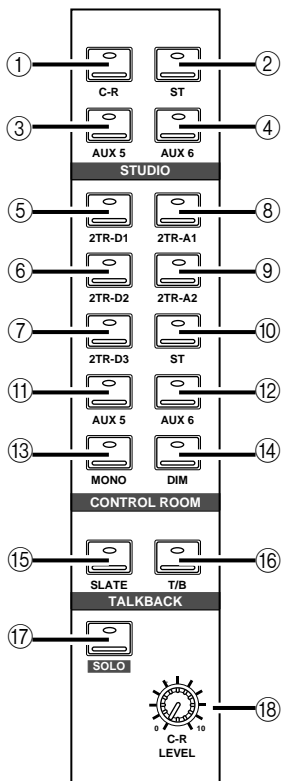 ① ②
C-R ST
③ ④
AUX 5 AUX 6
STUDIO
⑤ ⑧
2TR-D1 2TR-A1
⑥ ⑨
2TR-D2 2TR-A2
⑦ ⑩
2TR-D3 ST
⑪ ⑫
AUX 5 AUX 6
⑬ ⑭
MONO DIM
CONTROL ROOM
⑮ ⑯
SLATE T/B
TALKBACK
⑰
SOLO
⑱
0 10
C-R
LEVEL